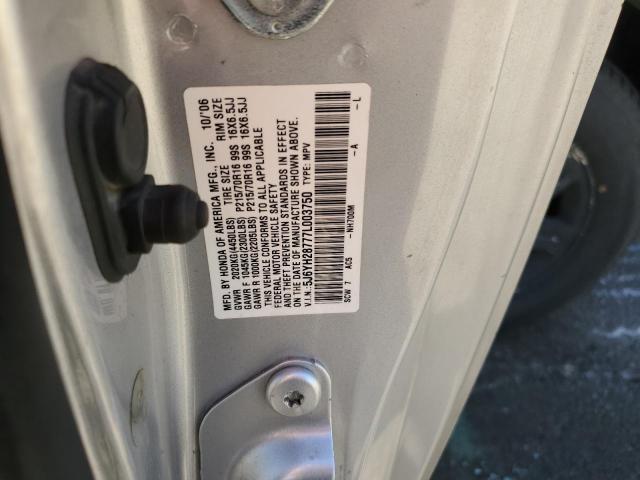 MFD. BY HONDA OF AMERICA MFG., INC. 10/'06
TIRE SIZE RIM SIZE
GVWR 2020KG(4450LBS)
GAWR F 1045KG(2300LBS) P215/70R16 99S 16X6.5JJ
GAWR R 1000KG(2205LBS) P215/70R16 99S 16X6.5JJ
THIS VEHICLE CONFORMS TO ALL APPLICABLE
FEDERAL MOTOR VEHICLE SAFETY
AND THEFT PREVENTION STANDARDS IN EFFECT
ON THE DATE OF MANUFACTURE SHOWN ABOVE.
V.I.N.: 5J6YH28777L003750 TYPE: MPV
SCW 7 AC5 -NH700M -A -L